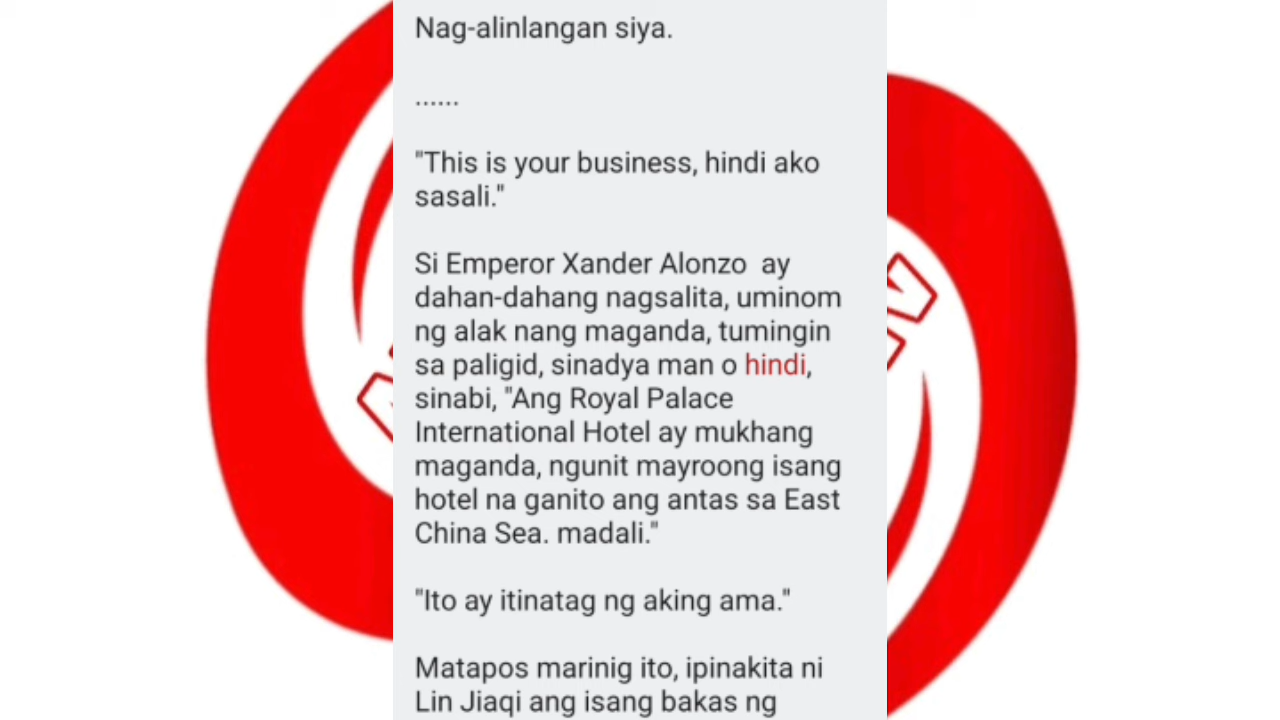 Nag-alinlangan siya.
......
"This is your business, hindi ako
sasali."
Si Emperor Xander Alonzo  ay
dahan-dahang nagsalita, uminom
ng alak nang maganda, tumingin
sa paligid, sinadya man o hindi,
sinabi, "Ang Royal Palace
International Hotel ay mukhang
maganda, ngunit mayroong isang
hotel na ganito ang antas sa East
China Sea. madali."
"Ito ay itinatag ng aking ama."
Matapos marinig ito, ipinakita ni
Lin Jiaqi ang isang bakas ng